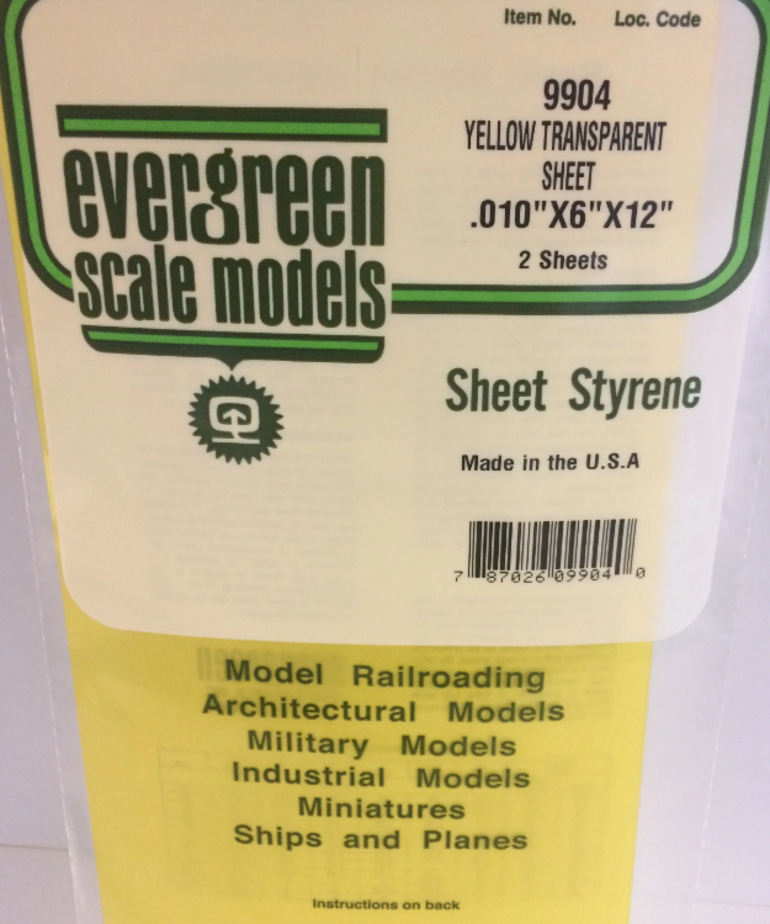 Item No. Loc. Code
9904
YELLOW TRANSPARENT
SHEET
.010"X6"X12"
2 Sheets
evergreen
scale models
Sheet Styrene
Made in the U.S.A
7 87026 09904 0
Model Railroading
Architectural Models
Military Models
Industrial Models
Miniatures
Ships and Planes
Instructions on back